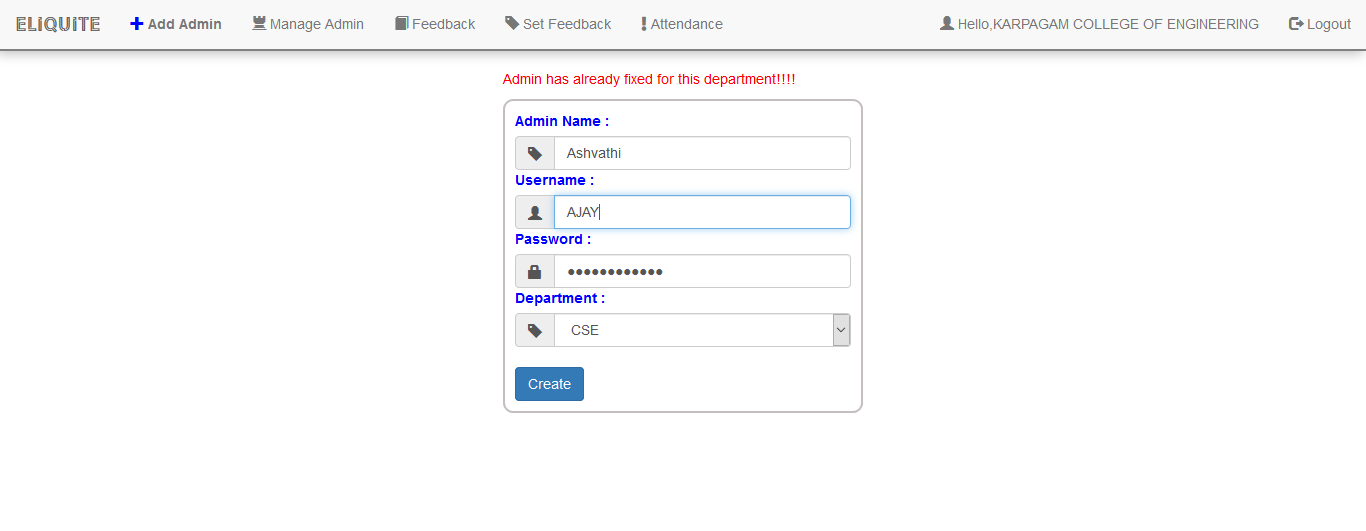 ELiQUiTE Add Admin Manage Admin Feedback Set Feedback Attendance Hello,KARPAGAM COLLEGE OF ENGINEERING Logout
Admin has already fixed for this department!!!!
Admin Name :
Ashvathi
Username :
AJAY
Password :
●●●●●●●●●●●●
Department :
CSE
Create